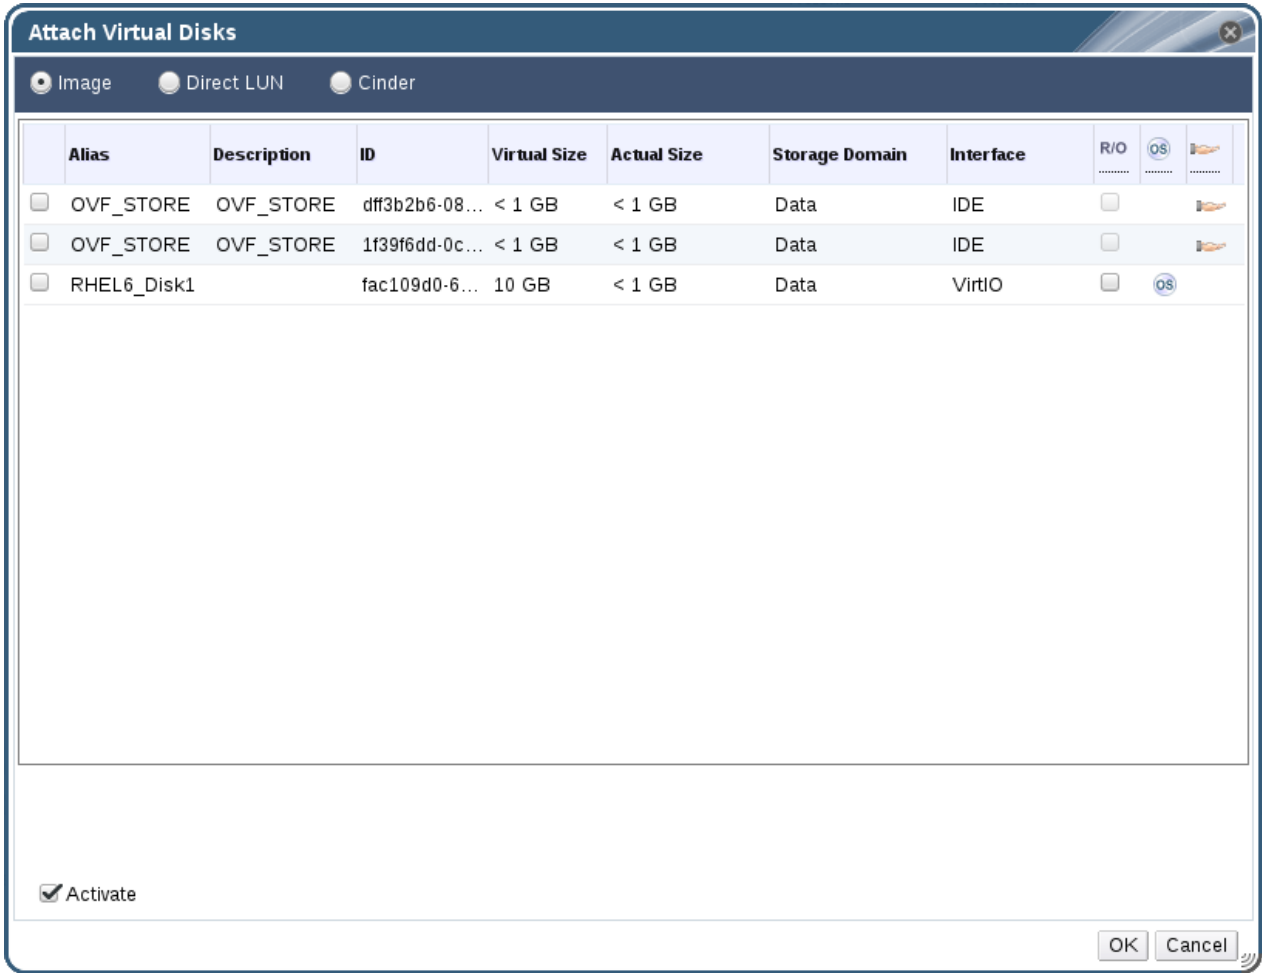 Attach Virtual Disks
Image Direct LUN Cinder
Alias Description ID Virtual Size Actual Size Storage Domain Interface R/O OS
OVF_STORE OVF_STORE dff3b2b6-08... < 1 GB < 1 GB Data IDE
OVF_STORE OVF_STORE 1f39f6dd-0c... < 1 GB < 1 GB Data IDE
RHEL6_Disk1 fac109d0-6... 10 GB < 1 GB Data VirtIO OS
Activate
OK Cancel